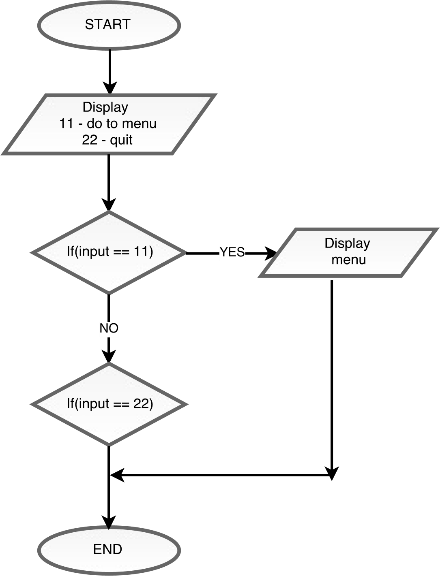 START
Display
11 - do to menu
22 - quit
If(input == 11)
YES
Display
menu
NO
If(input == 22)
END